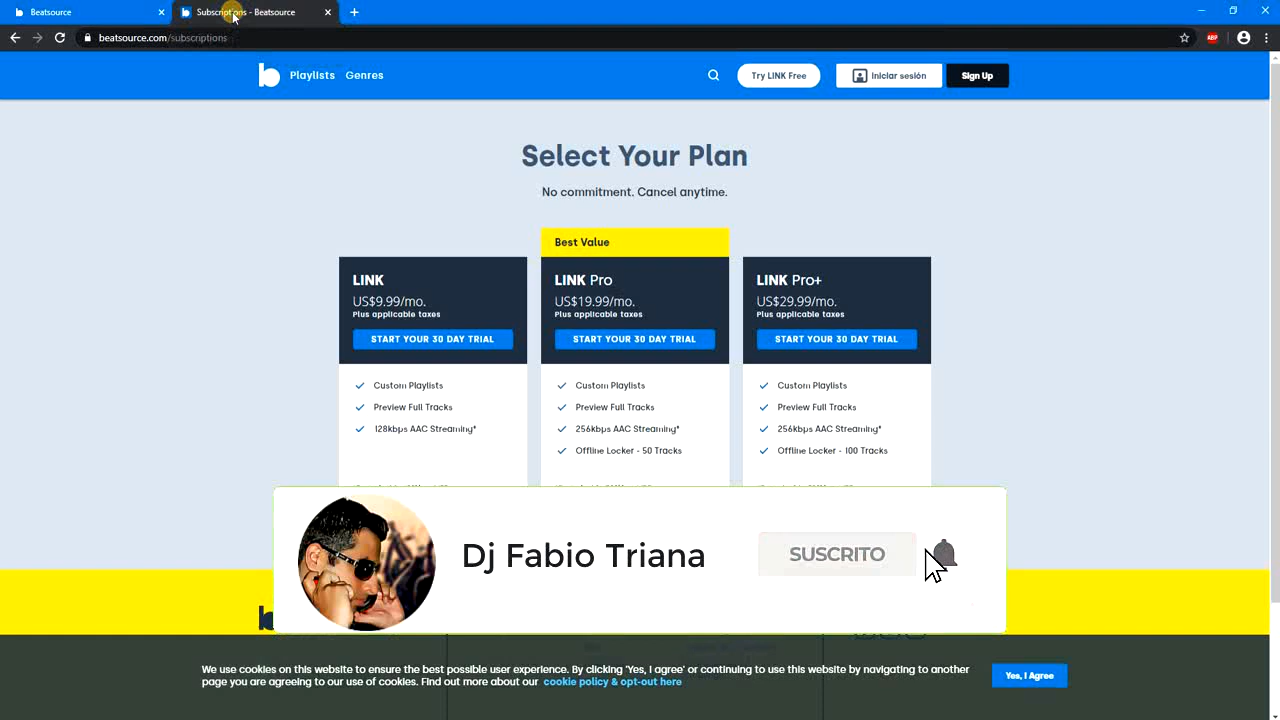 Beatsource
Subscriptions - Beatsource
beatsource.com/subscriptions
ABP
b Playlists Genres
Try LINK Free
Iniciar sesión
Sign Up
Select Your Plan
No commitment. Cancel anytime.
Best Value
LINK
US$9.99/mo.
Plus applicable taxes
START YOUR 30 DAY TRIAL
Custom Playlists
Preview Full Tracks
128kbps AAC Streaming*
LINK Pro
US$19.99/mo.
Plus applicable taxes
START YOUR 30 DAY TRIAL
Custom Playlists
Preview Full Tracks
256kbps AAC Streaming*
Offline Locker - 50 Tracks
LINK Pro+
US$29.99/mo.
Plus applicable taxes
START YOUR 30 DAY TRIAL
Custom Playlists
Preview Full Tracks
256kbps AAC Streaming*
Offline Locker - 100 Tracks
Dj Fabio Triana
SUSCRITO
We use cookies on this website to ensure the best possible user experience. By clicking 'Yes, I agree' or continuing to use this website by navigating to another
page you are agreeing to our use of cookies. Find out more about our cookie policy & opt-out here
Yes, I Agree